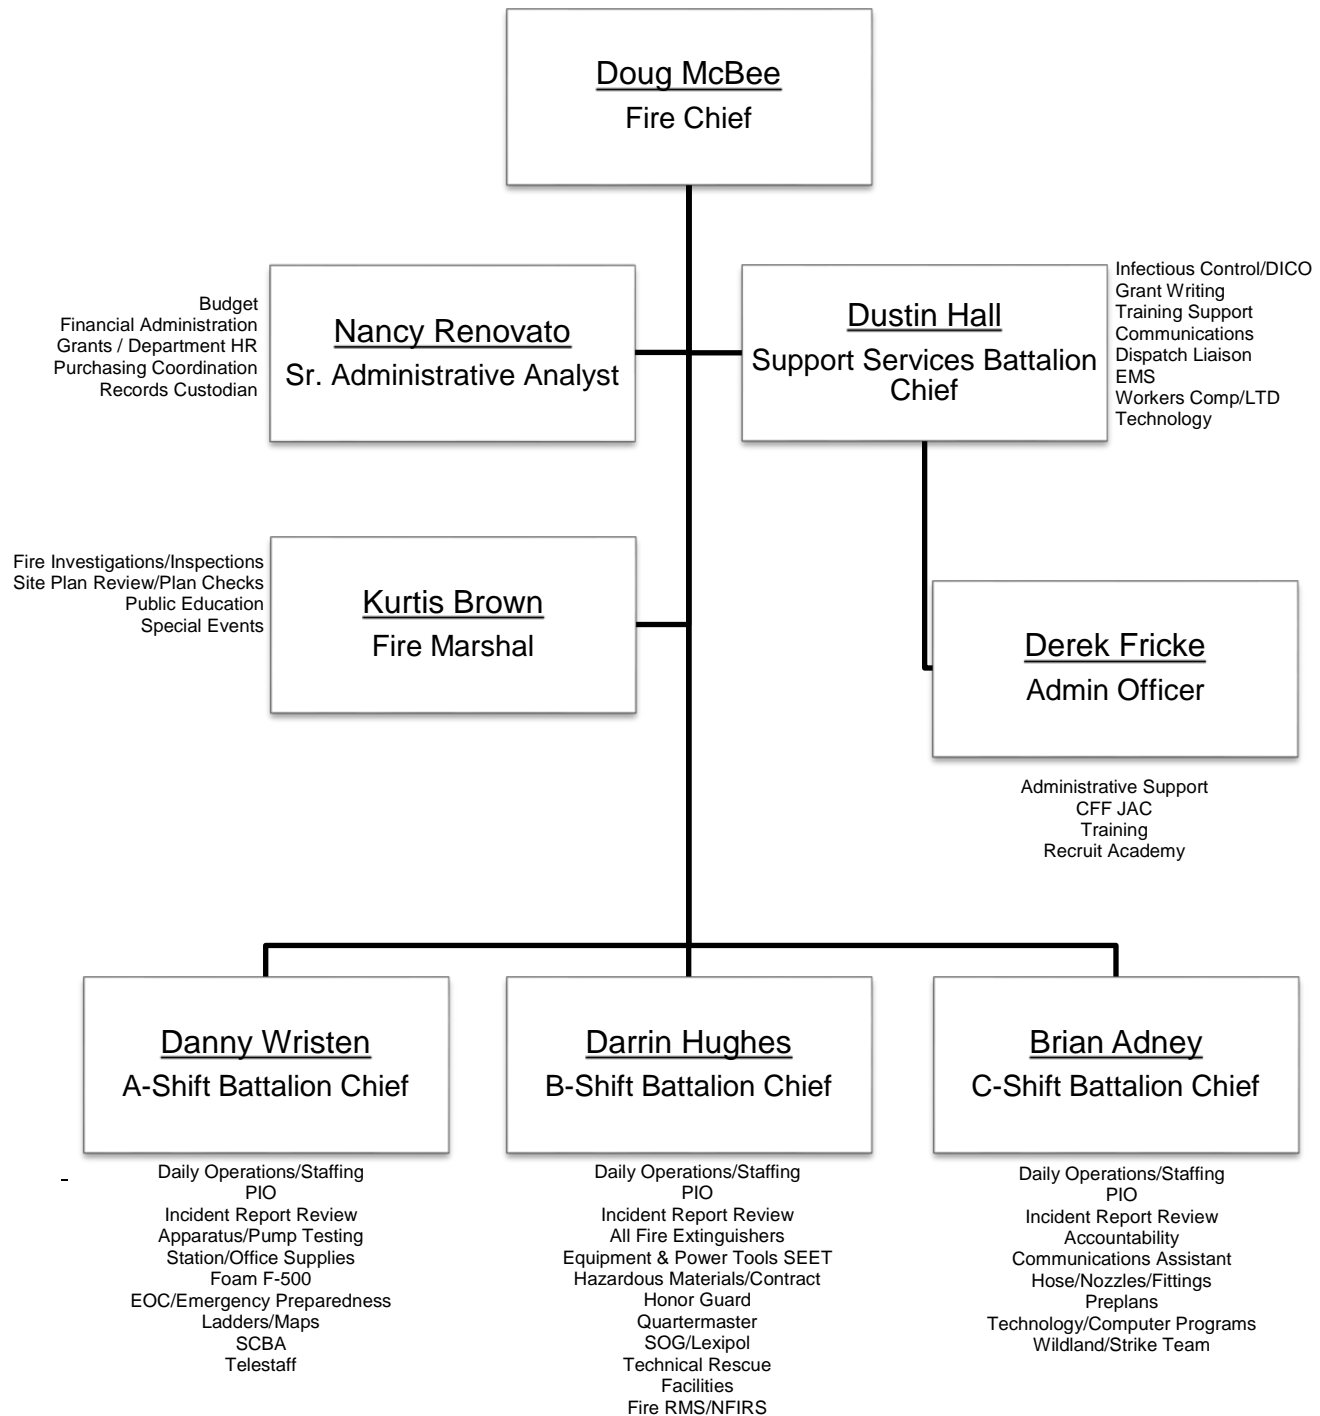 Doug McBee
Fire Chief
Budget
Financial Administration
Grants / Department HR
Purchasing Coordination
Records Custodian
Nancy Renovato
Sr. Administrative Analyst
Dustin Hall
Support Services Battalion
Chief
Infectious Control/DICO
Grant Writing
Training Support
Communications
Dispatch Liaison
EMS
Workers Comp/LTD
Technology
Fire Investigations/Inspections
Site Plan Review/Plan Checks
Public Education
Special Events
Kurtis Brown
Fire Marshal
Derek Fricke
Admin Officer
Administrative Support
CFF JAC
Training
Recruit Academy
Danny Wristen
A-Shift Battalion Chief
-
Daily Operations/Staffing
PIO
Incident Report Review
Apparatus/Pump Testing
Station/Office Supplies
Foam F-500
EOC/Emergency Preparedness
Ladders/Maps
SCBA
Telestaff
Darrin Hughes
B-Shift Battalion Chief
Daily Operations/Staffing
PIO
Incident Report Review
All Fire Extinguishers
Equipment & Power Tools SEET
Hazardous Materials/Contract
Honor Guard
Quartermaster
SOG/Lexipol
Technical Rescue
Facilities
Fire RMS/NFIRS
Brian Adney
C-Shift Battalion Chief
Daily Operations/Staffing
PIO
Incident Report Review
Accountability
Communications Assistant
Hose/Nozzles/Fittings
Preplans
Technology/Computer Programs
Wildland/Strike Team